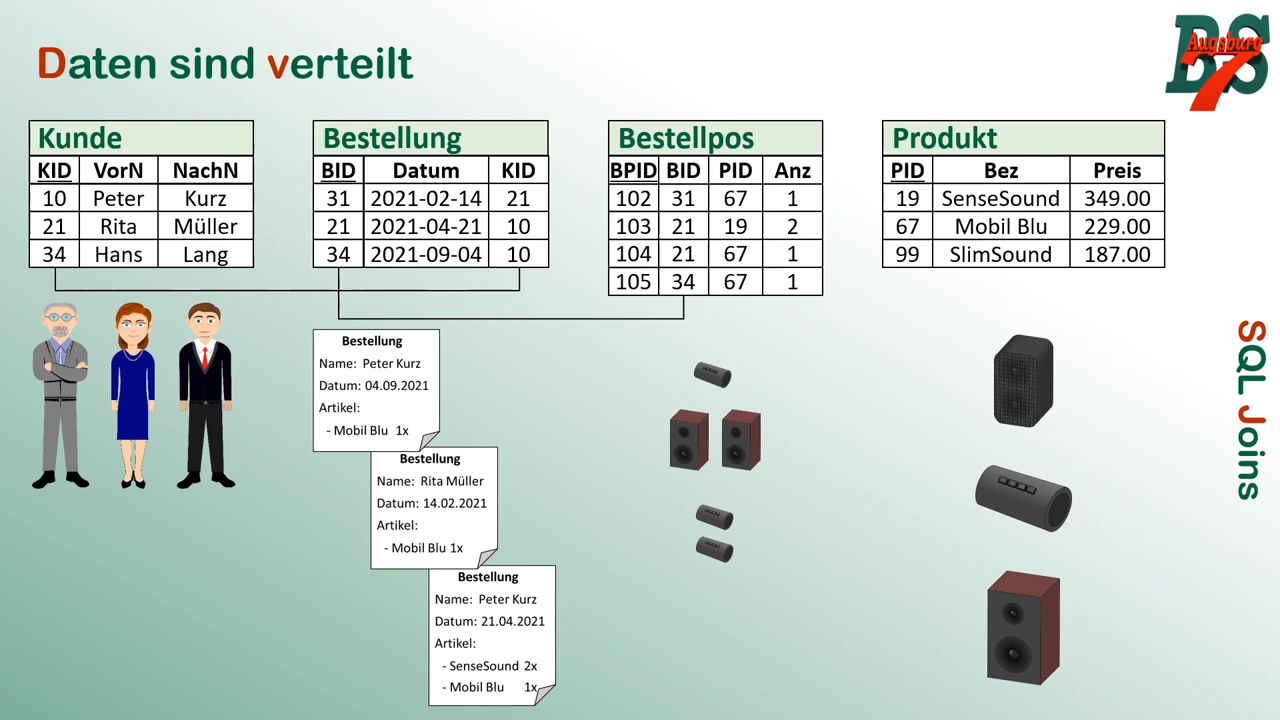 Daten sind verteilt
BS
Augsburg
7
Kunde
KID VorN NachN
10 Peter Kurz
21 Rita Müller
34 Hans Lang
Bestellung
BID Datum KID
31 2021-02-14 21
21 2021-04-21 10
34 2021-09-04 10
Bestellpos
BPID BID PID Anz
102 31 67 1
103 21 19 2
104 21 67 1
105 34 67 1
Produkt
PID Bez Preis
19 SenseSound 349.00
67 Mobil Blu 229.00
99 SlimSound 187.00
Bestellung
Name: Peter Kurz
Datum: 04.09.2021
Artikel:
- Mobil Blu 1x
Bestellung
Name: Rita Müller
Datum: 14.02.2021
Artikel:
- Mobil Blu 1x
Bestellung
Name: Peter Kurz
Datum: 21.04.2021
Artikel:
- SenseSound 2x
- Mobil Blu 1x
SQL Joins